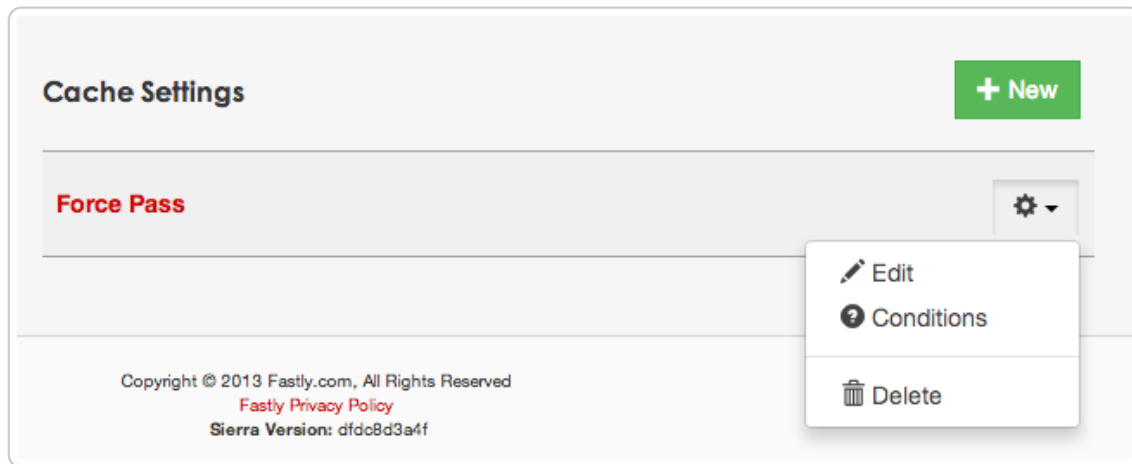 Cache Settings
New
Force Pass
Edit
Conditions
Delete
Copyright © 2013 Fastly.com, All Rights Reserved
Fastly Privacy Policy
Sierra Version: dfdc8d3a4f